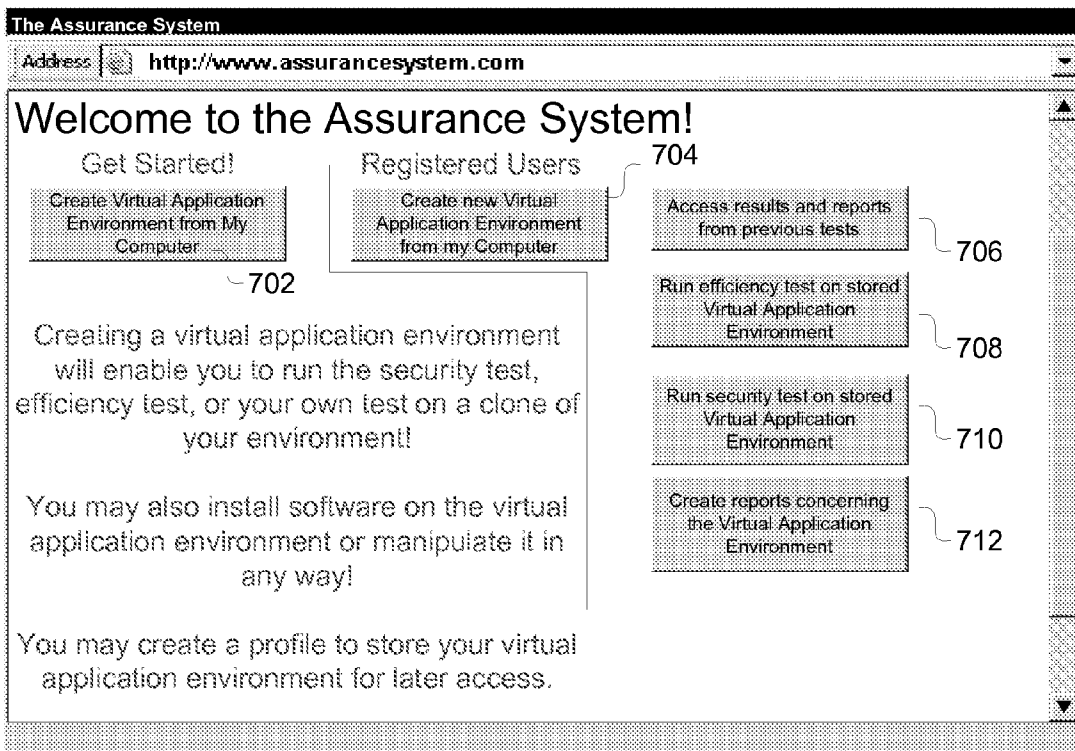 The Assurance System
Address http://www.assurancesystem.com
Welcome to the Assurance System!
Get Started!
Create Virtual Application
Environment from My
Computer
702
Creating a virtual application environment
will enable you to run the security test,
efficiency test, or your own test on a clone of
your environment!
You may also install software on the virtual
application environment or manipulate it in
any way!
You may create a profile to store your virtual
application environment for later access.
Registered Users
704
Create new Virtual
Application Environment
from my Computer
Access results and reports
from previous tests
706
Run efficiency test on stored
Virtual Application
Environment
708
Run security test on stored
Virtual Application
Environment
710
Create reports concerning
the Virtual Application
Environment
712